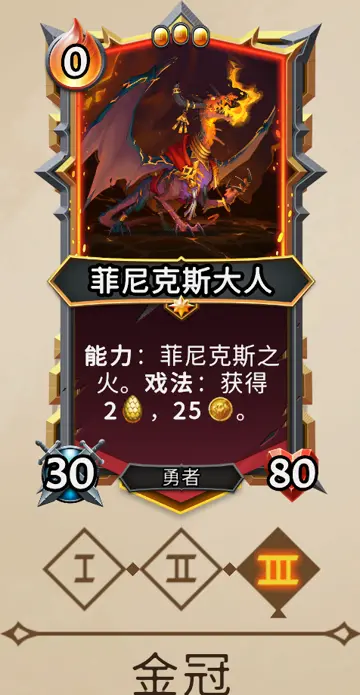 0
菲尼克斯大人
能力：菲尼克斯之
火。戏法：获得
2，25。
30
勇者
80
I
II
III
金冠